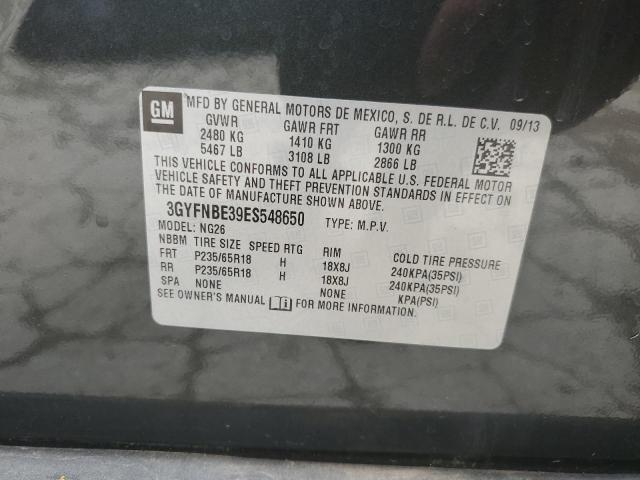 GM
MFD BY GENERAL MOTORS DE MEXICO, S. DE R.L. DE C.V. 09/13
GVWR GAWR FRT GAWR RR
2480 KG 1410 KG 1300 KG
5467 LB 3108 LB 2866 LB
THIS VEHICLE CONFORMS TO ALL APPLICABLE U.S. FEDERAL MOTOR
VEHICLE SAFETY AND THEFT PREVENTION STANDARDS IN EFFECT ON
THE DATE OF MANUFACTURE SHOWN ABOVE.
3GYFNBE39ES548650 TYPE: M.P.V.
MODEL: NG26
NBBM TIRE SIZE SPEED RTG RIM COLD TIRE PRESSURE
FRT P235/65R18 H 18X8J 240KPA(35PSI)
RR P235/65R18 H 18X8J 240KPA(35PSI)
SPA NONE NONE KPA(PSI)
SEE OWNER'S MANUAL FOR MORE INFORMATION.